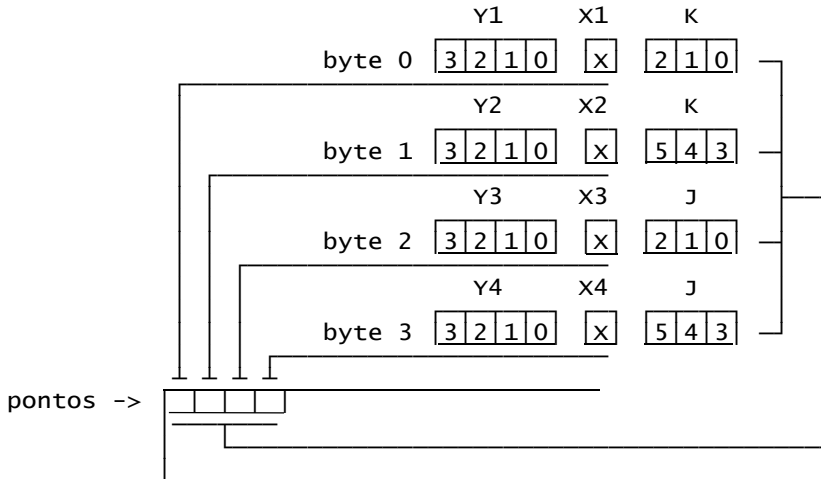 Y1 X1 K
byte 0 3 2 1 0 x 2 1 0
Y2 X2 K
byte 1 3 2 1 0 x 5 4 3
Y3 X3 J
byte 2 3 2 1 0 x 2 1 0
Y4 X4 J
byte 3 3 2 1 0 x 5 4 3
pontos ->